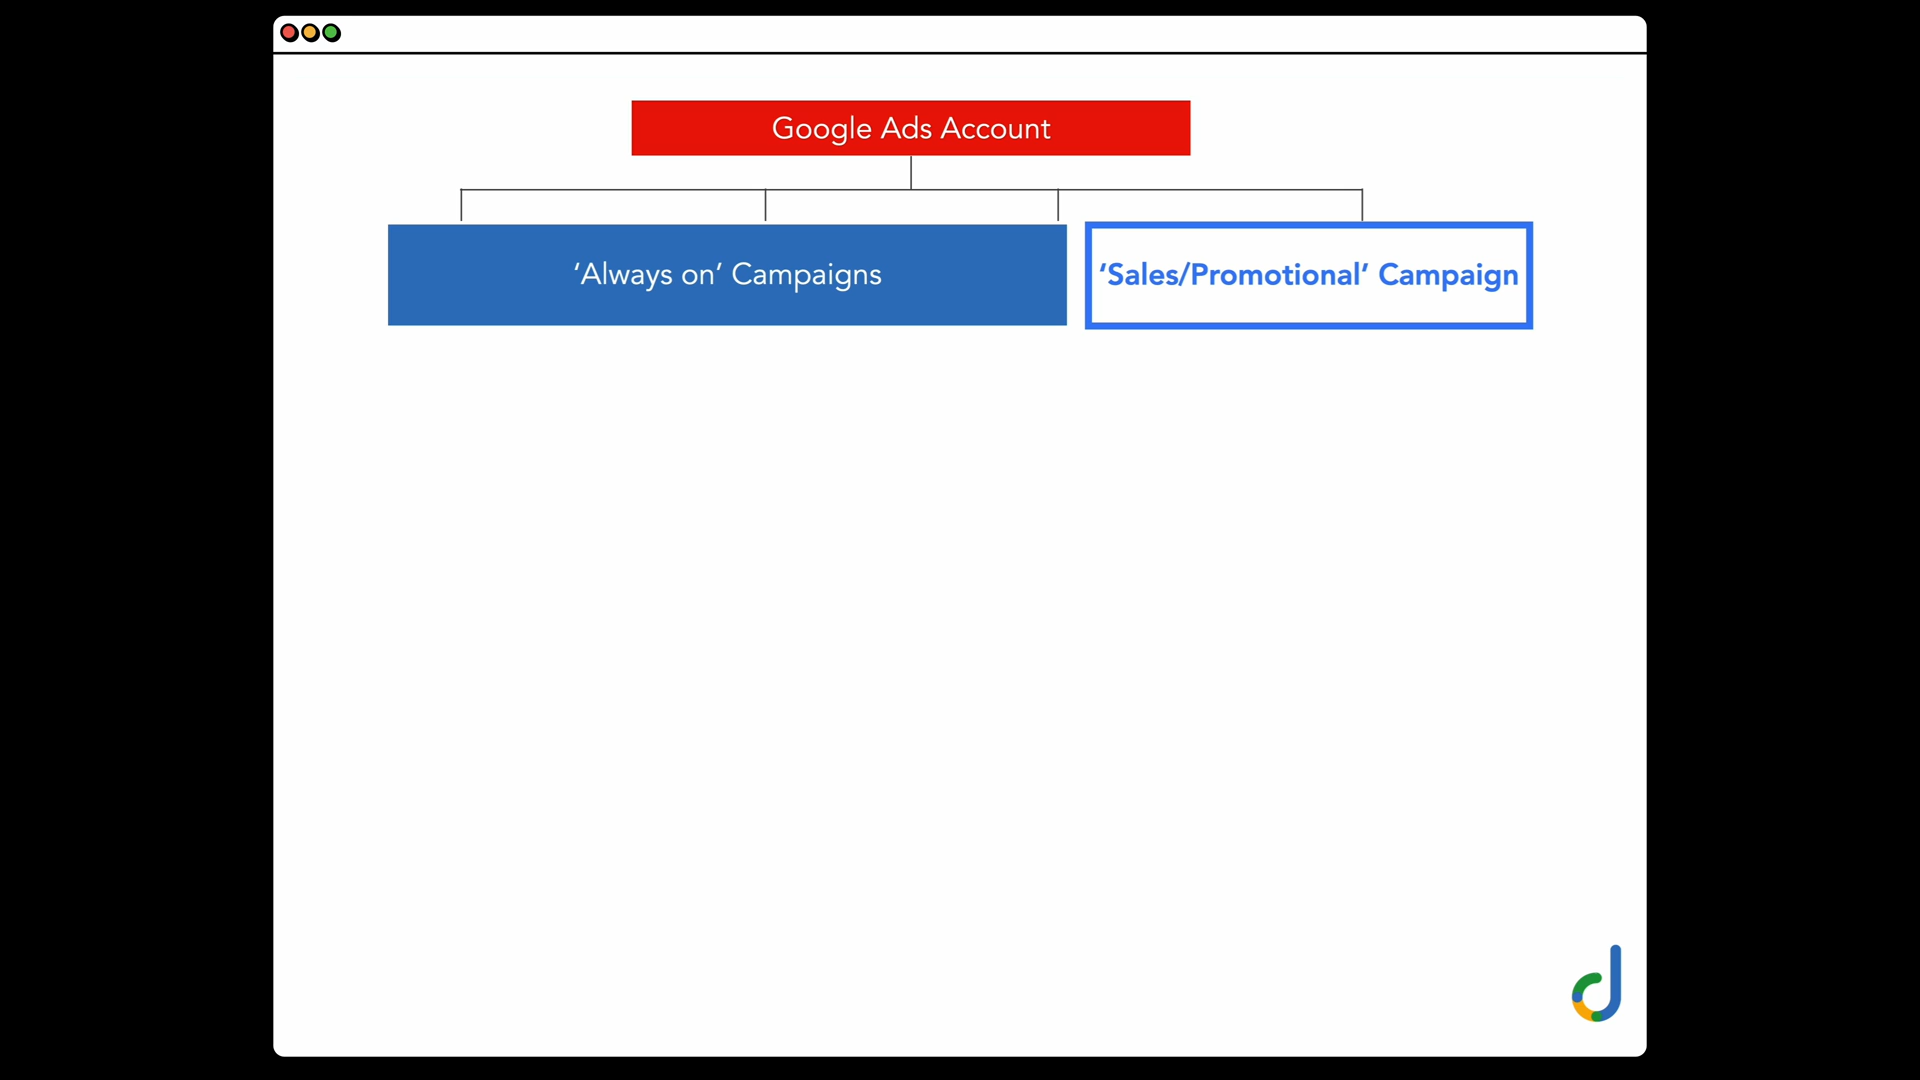 Google Ads Account
‘Always on’ Campaigns
‘Sales/Promotional’ Campaign